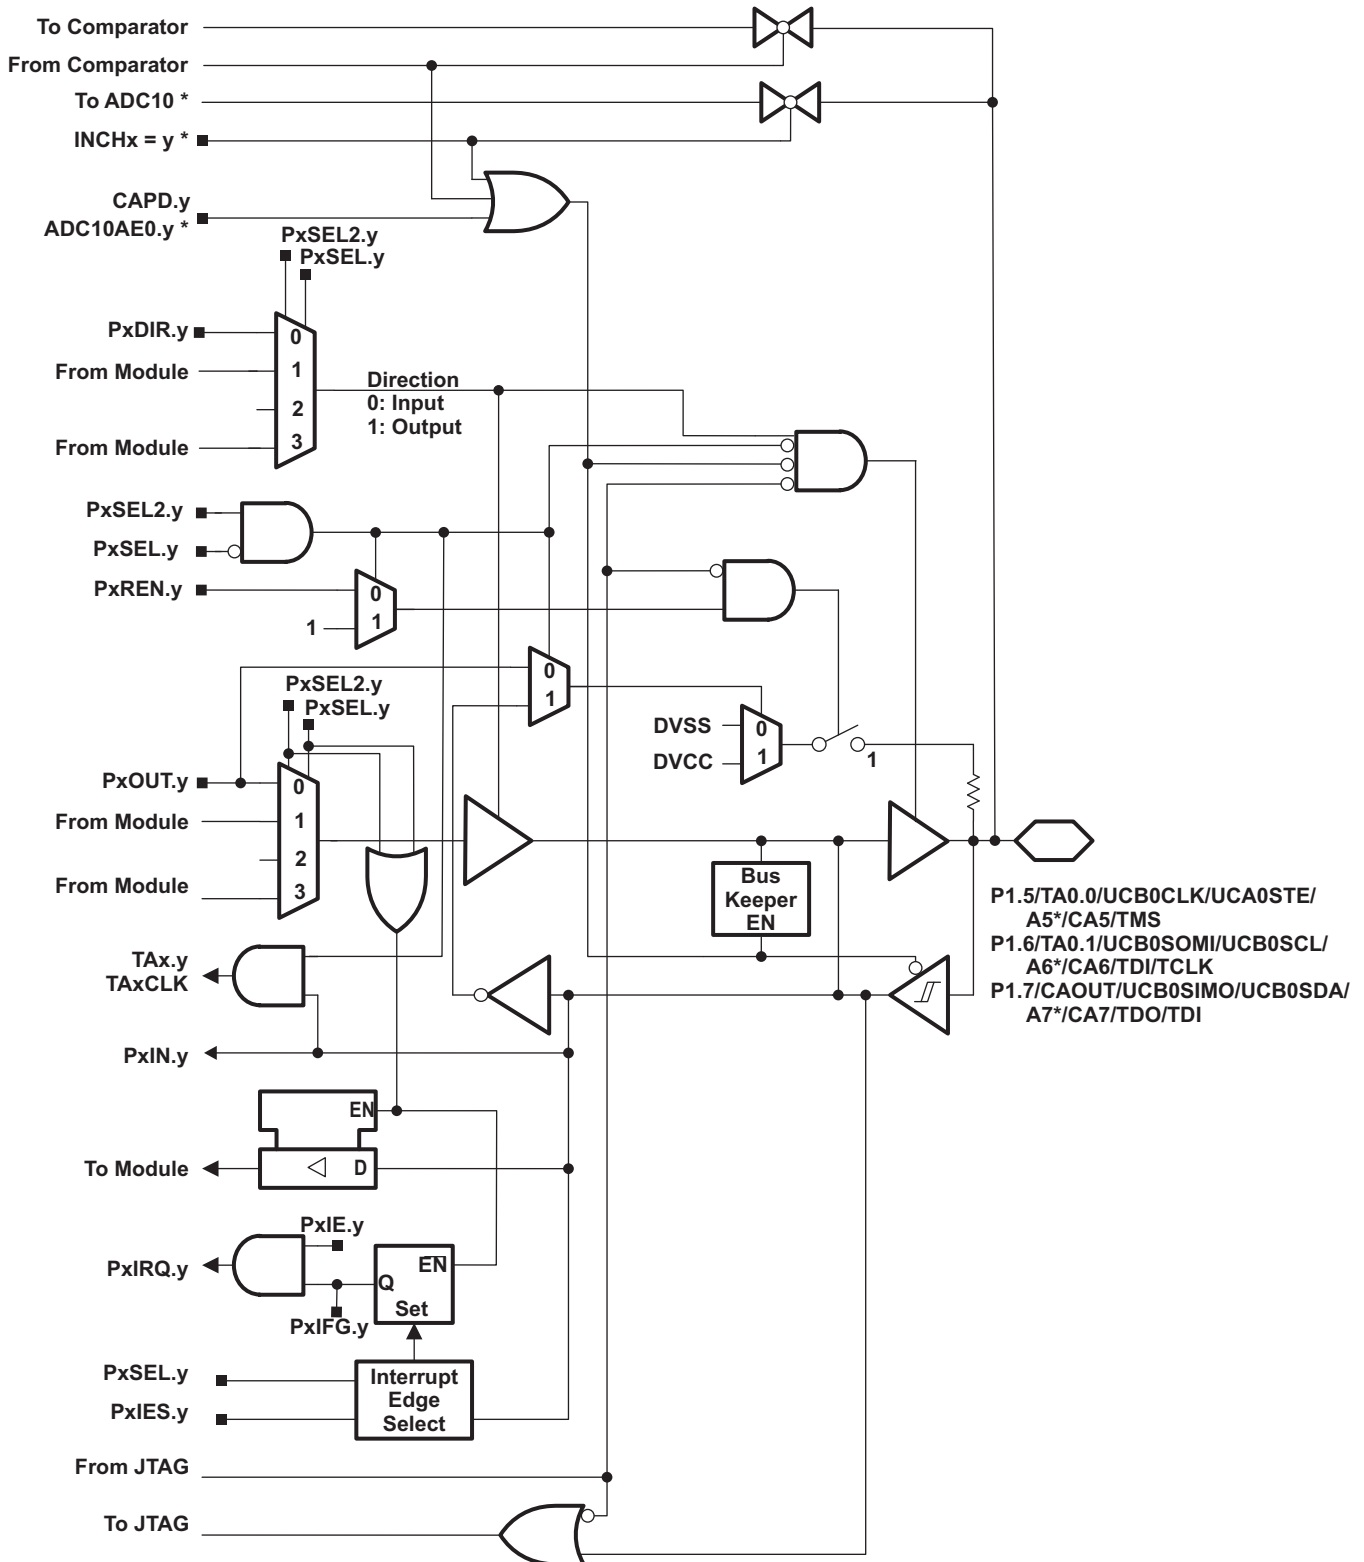 To Comparator
From Comparator
To ADC10 *
INCHx = y *
CAPD.y
ADC10AE0.y *
PxSEL2.y
PxSEL.y
PxDIR.y
0
From Module
1
Direction
0: Input
1: Output
2
From Module
3
PxSEL2.y
PxSEL.y
PxREN.y
0
1
1
0
1
PxSEL2.y
PxSEL.y
DVSS
0
DVCC
1
1
PxOUT.y
0
From Module
1
2
From Module
3
Bus
Keeper
EN
P1.5/TA0.0/UCB0CLK/UCA0STE/
A5*/CA5/TMS
P1.6/TA0.1/UCB0SOMI/UCB0SCL/
A6*/CA6/TDI/TCLK
P1.7/CAOUT/UCB0SIMO/UCB0SDA/
A7*/CA7/TDO/TDI
TAx.y
TAxCLK
PxIN.y
EN
To Module
D
PxIE.y
PxIRQ.y
EN
Q
Set
PxIFG.y
PxSEL.y
PxIES.y
Interrupt
Edge
Select
From JTAG
To JTAG